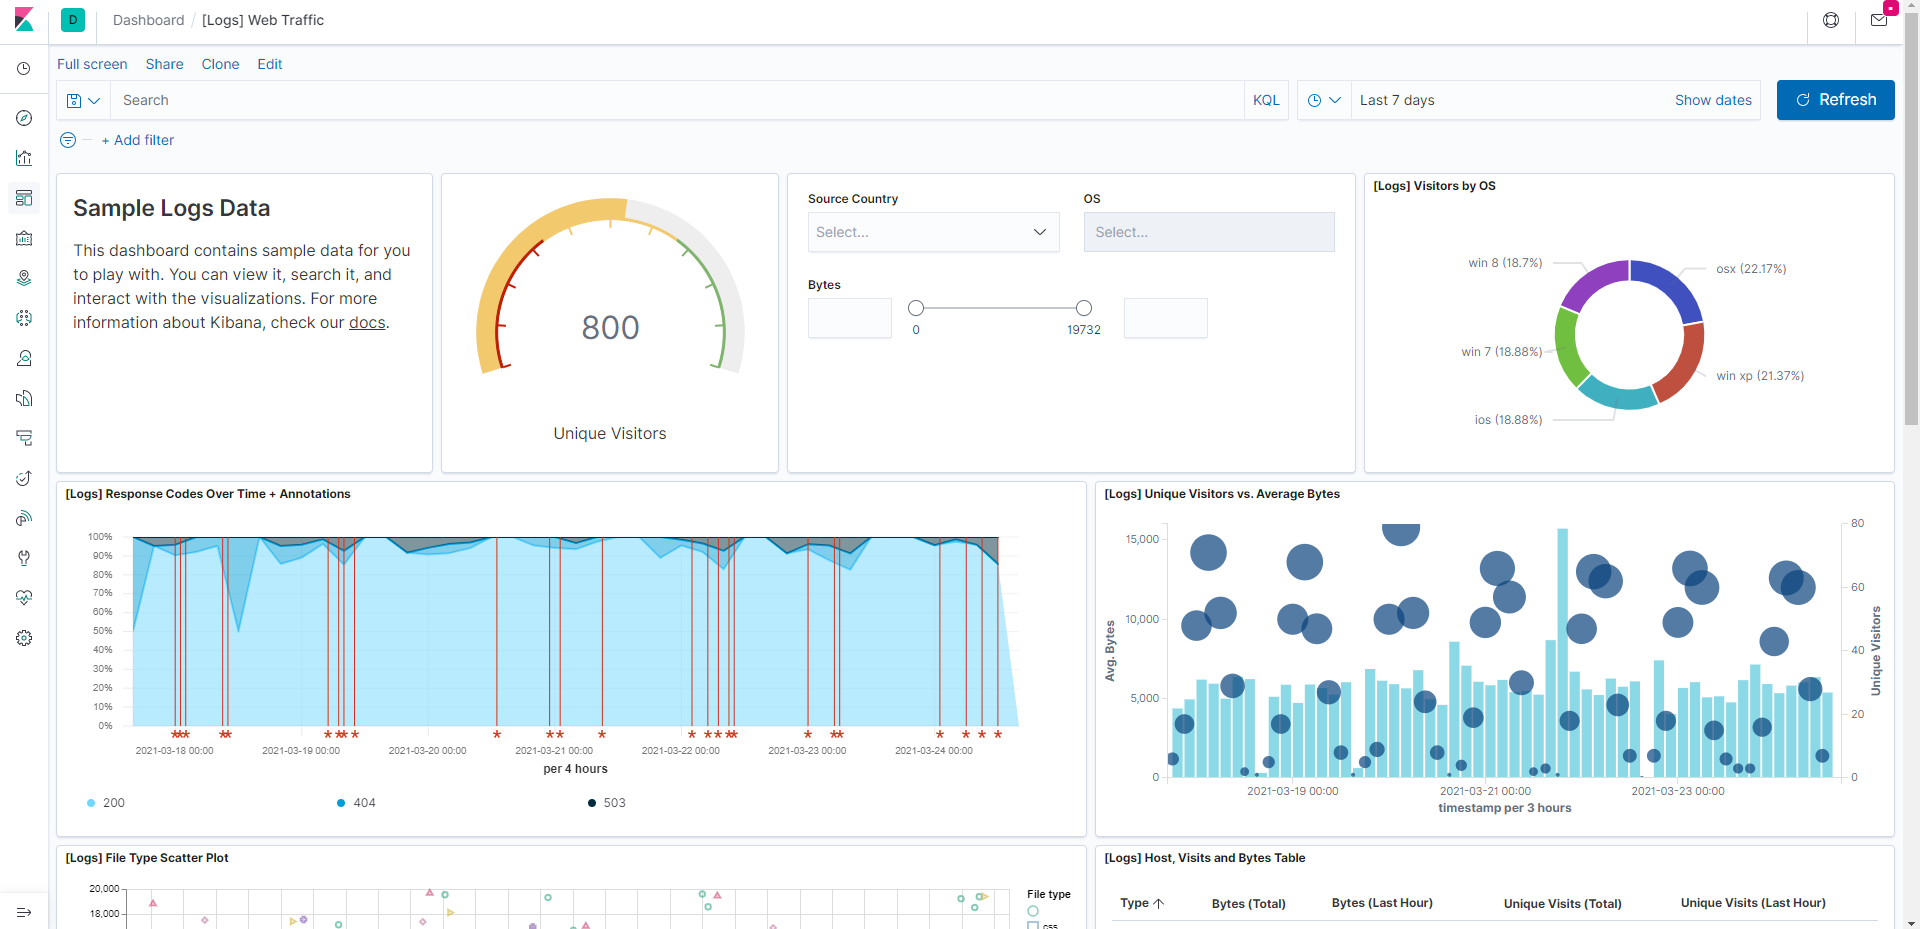 D
Dashboard / [Logs] Web Traffic
Full screen Share Clone Edit
Search
KQL
Last 7 days
Show dates
Refresh
+ Add filter
Sample Logs Data
This dashboard contains sample data for you
to play with. You can view it, search it, and
interact with the visualizations. For more
information about Kibana, check our docs.
800
Unique Visitors
Source Country
Select...
OS
Select...
Bytes
0
19732
[Logs] Visitors by OS
win 8 (18.7%)
osx (22.17%)
win 7 (18.88%)
win xp (21.37%)
ios (18.88%)
[Logs] Response Codes Over Time + Annotations
100%
90%
80%
70%
60%
50%
40%
30%
20%
10%
0%
2021-03-18 00:00
2021-03-19 00:00
2021-03-20 00:00
2021-03-21 00:00
2021-03-22 00:00
2021-03-23 00:00
2021-03-24 00:00
per 4 hours
200
404
503
[Logs] Unique Visitors vs. Average Bytes
15,000
10,000
5,000
0
Avg. Bytes
80
60
40
20
0
Unique Visitors
2021-03-19 00:00
2021-03-21 00:00
2021-03-23 00:00
timestamp per 3 hours
[Logs] File Type Scatter Plot
20,000
18,000
File type
css
[Logs] Host, Visits and Bytes Table
Type
Bytes (Total)
Bytes (Last Hour)
Unique Visits (Total)
Unique Visits (Last Hour)